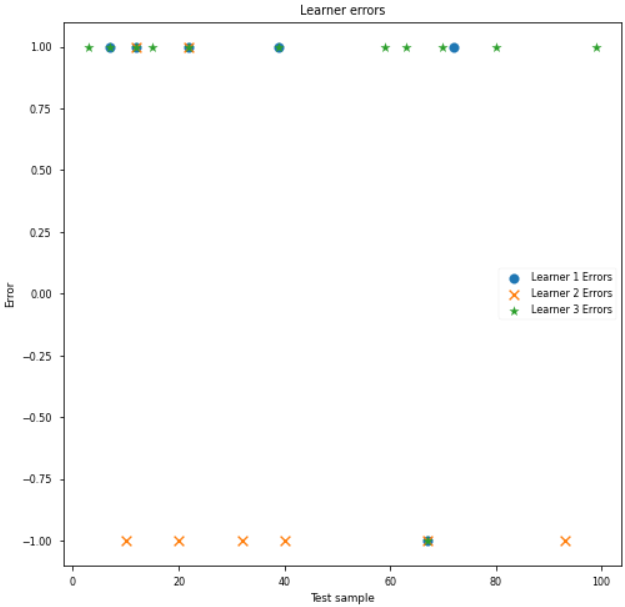 Learner errors
1.00
0.75
0.50
0.25
0.00
−0.25
−0.50
−0.75
−1.00
Error
Learner 1 Errors
Learner 2 Errors
Learner 3 Errors
0 20 40 60 80 100
Test sample